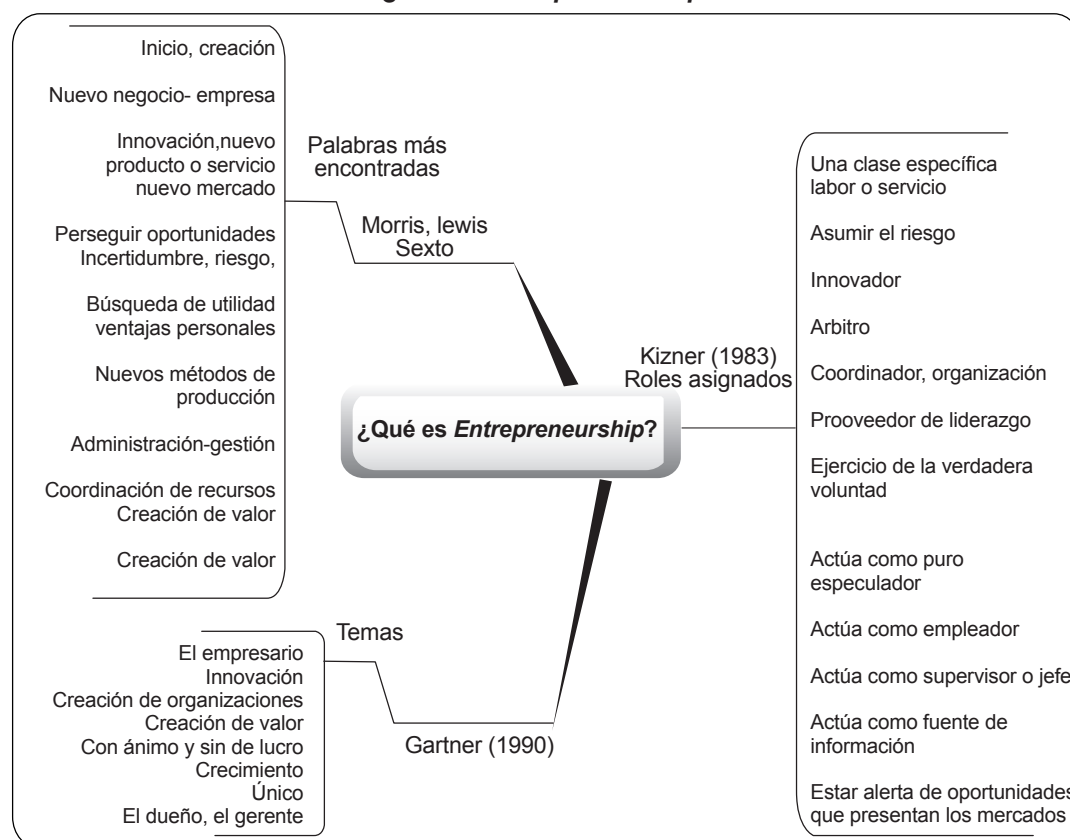 Inicio, creación
Nuevo negocio- empresa
Innovación,nuevo
producto o servicio
nuevo mercado
Perseguir oportunidades
Incertidumbre, riesgo,
Búsqueda de utilidad
ventajas personales
Nuevos métodos de
producción
Administración-gestión
Coordinación de recursos
Creación de valor
Creación de valor
Palabras más
encontradas
Morris, lewis
Sexto
¿Qué es Entrepreneurship?
Kizner (1983)
Roles asignados
Una clase específica
labor o servicio
Asumir el riesgo
Innovador
Arbitro
Coordinador, organización
Prooveedor de liderazgo
Ejercicio de la verdadera
voluntad
Actúa como puro
especulador
Actúa como empleador
Actúa como supervisor o jefe
Actúa como fuente de
información
Estar alerta de oportunidades
que presentan los mercados
Temas
Gartner (1990)
El empresario
Innovación
Creación de organizaciones
Creación de valor
Con ánimo y sin de lucro
Crecimiento
Único
El dueño, el gerente